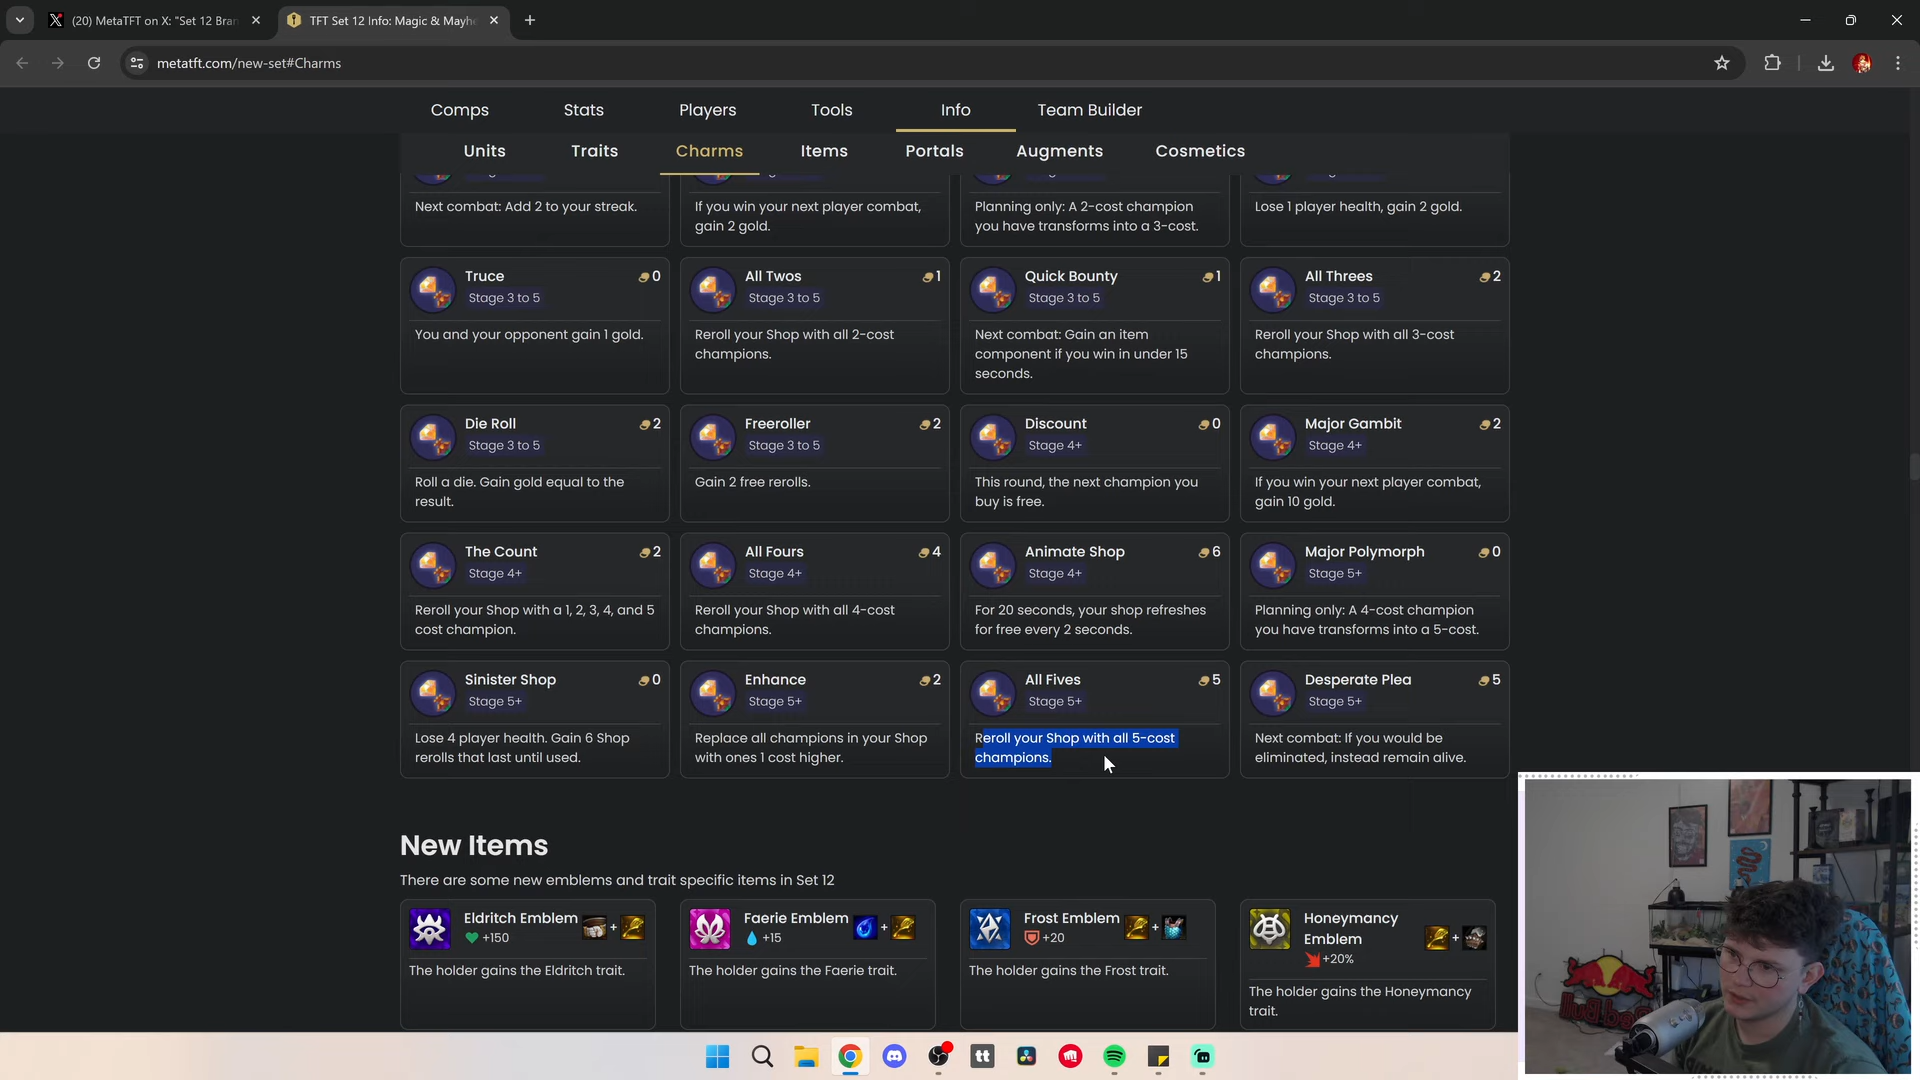 (20) MetaTFT on X: "Set 12 Bran
TFT Set 12 Info: Magic & Mayhe
metatft.com/new-set#Charms
Comps Stats Players Tools Info Team Builder
Units Traits Charms Items Portals Augments Cosmetics
Next combat: Add 2 to your streak.
If you win your next player combat,
gain 2 gold.
Planning only: A 2-cost champion
you have transforms into a 3-cost.
Lose 1 player health, gain 2 gold.
Truce 0
Stage 3 to 5
You and your opponent gain 1 gold.
All Twos 1
Stage 3 to 5
Reroll your Shop with all 2-cost
champions.
Quick Bounty 1
Stage 3 to 5
Next combat: Gain an item
component if you win in under 15
seconds.
All Threes 2
Stage 3 to 5
Reroll your Shop with all 3-cost
champions.
Die Roll 2
Stage 3 to 5
Roll a die. Gain gold equal to the
result.
Freeroller 2
Stage 3 to 5
Gain 2 free rerolls.
Discount 0
Stage 4+
This round, the next champion you
buy is free.
Major Gambit 2
Stage 4+
If you win your next player combat,
gain 10 gold.
The Count 2
Stage 4+
Reroll your Shop with a 1, 2, 3, 4, and 5
cost champion.
All Fours 4
Stage 4+
Reroll your Shop with all 4-cost
champions.
Animate Shop 6
Stage 4+
For 20 seconds, your shop refreshes
for free every 2 seconds.
Major Polymorph 0
Stage 5+
Planning only: A 4-cost champion
you have transforms into a 5-cost.
Sinister Shop 0
Stage 5+
Lose 4 player health. Gain 6 Shop
rerolls that last until used.
Enhance 2
Stage 5+
Replace all champions in your Shop
with ones 1 cost higher.
All Fives 5
Stage 5+
Reroll your Shop with all 5-cost
champions.
Desperate Plea 5
Stage 5+
Next combat: If you would be
eliminated, instead remain alive.
New Items
There are some new emblems and trait specific items in Set 12
Eldritch Emblem +
+150
The holder gains the Eldritch trait.
Faerie Emblem +
+15
The holder gains the Faerie trait.
Frost Emblem +
+20
The holder gains the Frost trait.
Honeymancy
Emblem +
+20%
The holder gains the Honeymancy
trait.
tt
Red Bull